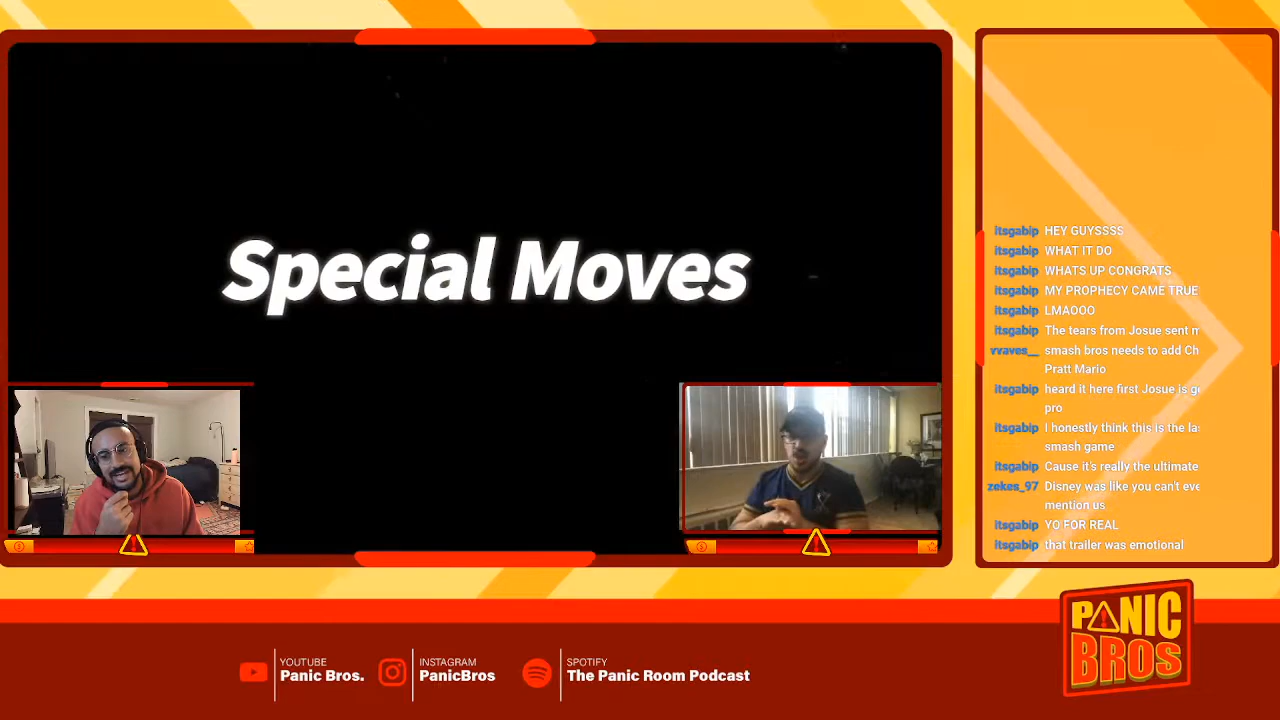 Special Moves
itsgabip HEY GUYSSSS
itsgabip WHAT IT DO
itsgabip WHATS UP CONGRATS
itsgabip MY PROPHECY CAME TRUE
itsgabip LMAOOO
itsgabip The tears from Josue sent
vvaves__ smash bros needs to add
Pratt Mario
itsgabip heard it here first Josue is
pro
itsgabip I honestly think this is the
smash game
itsgabip Cause it's really the ultimate
zekes_97 Disney was like you can't
mention us
itsgabip YO FOR REAL
itsgabip that trailer was emotional
PANIC
BROS
YOUTUBE
Panic Bros.
INSTAGRAM
PanicBros
SPOTIFY
The Panic Room Podcast